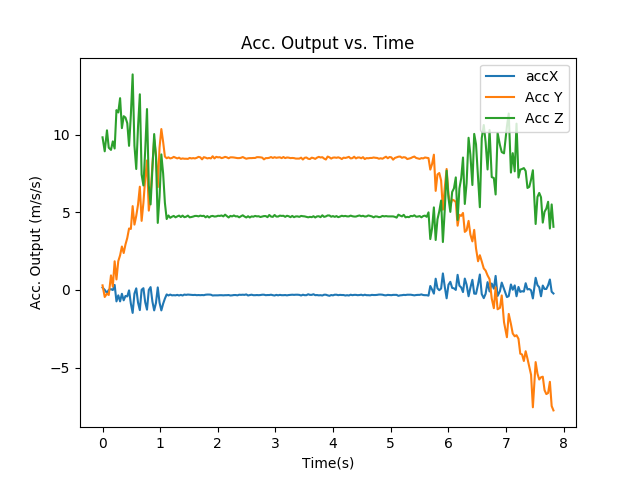 Acc. Output vs. Time
accX
Acc Y
Acc Z
Acc. Output (m/s/s)
10
5
0
−5
0 1 2 3 4 5 6 7 8
Time(s)